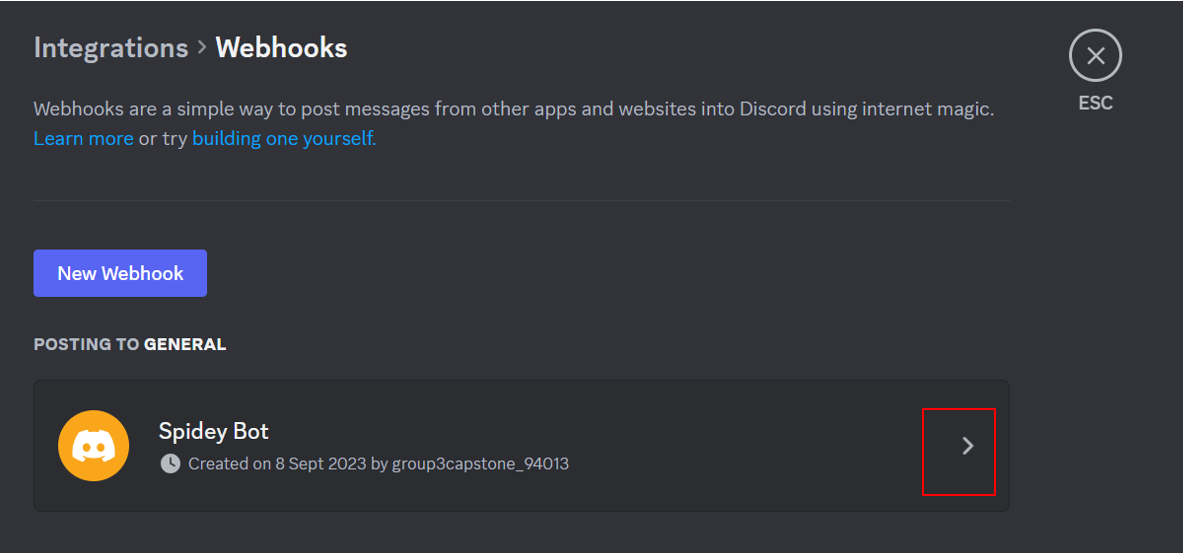 Integrations > Webhooks
ESC
Webhooks are a simple way to post messages from other apps and websites into Discord using internet magic.
Learn more or try building one yourself.
New Webhook
POSTING TO GENERAL
Spidey Bot
Created on 8 Sept 2023 by group3capstone_94013